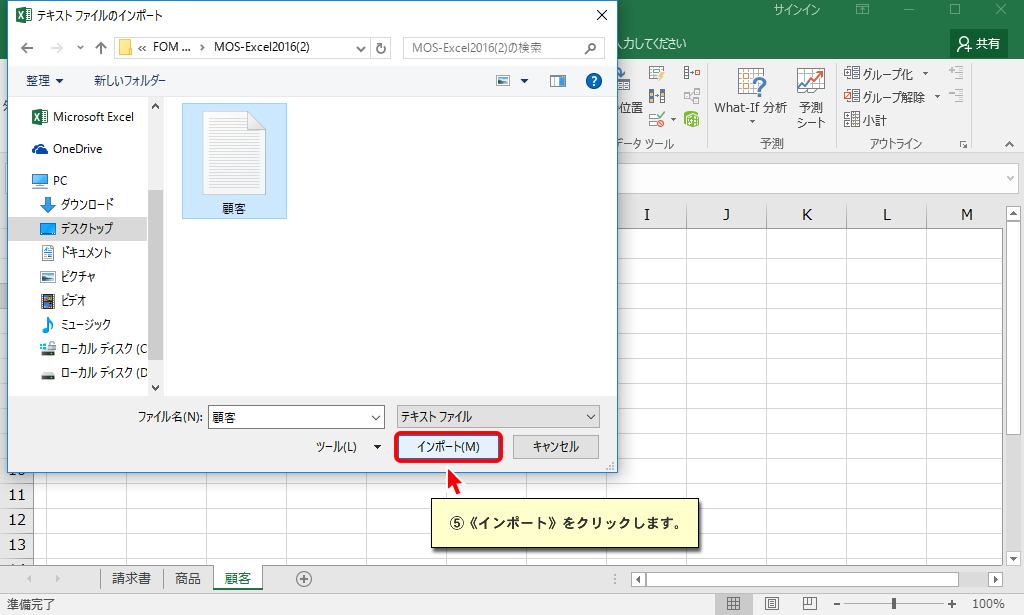 テキスト ファイルのインポート
サインイン
« FOM ... › MOS-Excel2016(2)
MOS-Excel2016(2)の検索
入力してください
共有
整理
新しいフォルダー
Microsoft Excel
OneDrive
PC
ダウンロード
デスクトップ
ドキュメント
ピクチャ
ビデオ
ミュージック
ローカル ディスク (C
ローカル ディスク (D
顧客
位置
What-If 分析
予測
シート
グループ化
グループ解除
小計
データ ツール
予測
アウトライン
I J K L M
ファイル名(N):
顧客
テキスト ファイル
ツール(L)
インポート(M)
キャンセル
⑤《インポート》をクリックします。
11
12
13
請求書
商品
顧客
準備完了
100%